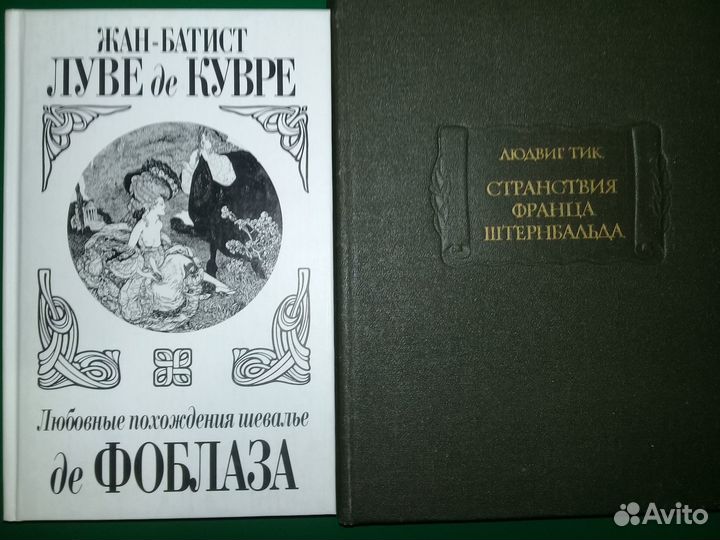 ЖАН-БАТИСТ
ЛУВЕ де КУВРЕ
Любовные похождения шевалье
де ФОБЛАЗА
ЛЮДВИГ ТИК
СТРАНСТВИЯ
ФРАНЦА
ШТЕРНБАЛЬДА
Avito